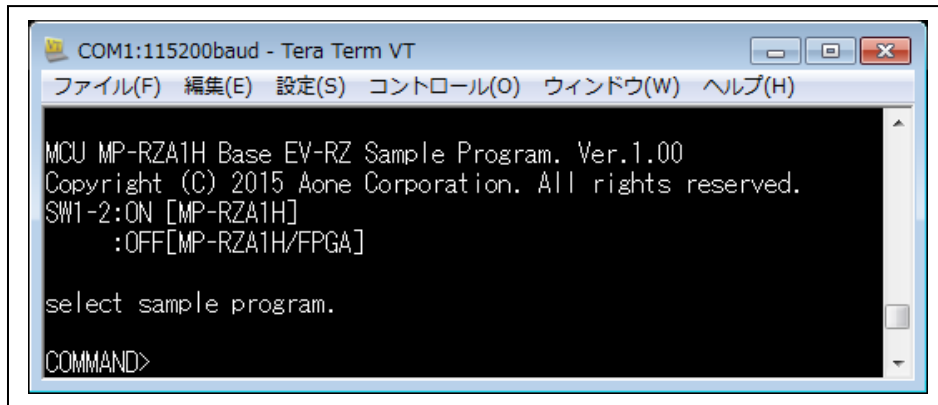 COM1:115200baud - Tera Term VT
ファイル(F) 編集(E) 設定(S) コントロール(O) ウィンドウ(W) ヘルプ(H)
MCU MP-RZA1H Base EV-RZ Sample Program. Ver.1.00
Copyright (C) 2015 Aone Corporation. All rights reserved.
SW1-2:ON [MP-RZA1H]
     :OFF[MP-RZA1H/FPGA]
select sample program.
COMMAND>